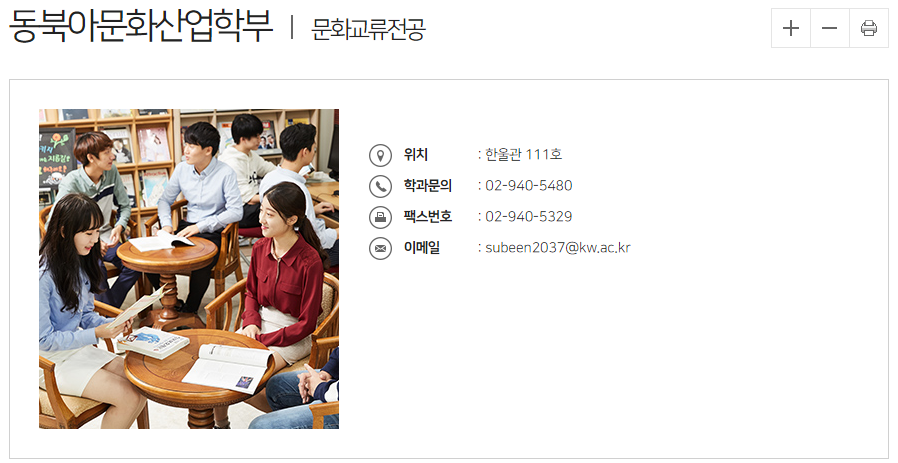 동북아문화산업학부 | 문화교류전공
위치 : 한울관 111호
학과문의 : 02-940-5480
팩스번호 : 02-940-5329
이메일 : subeen2037@kw.ac.kr